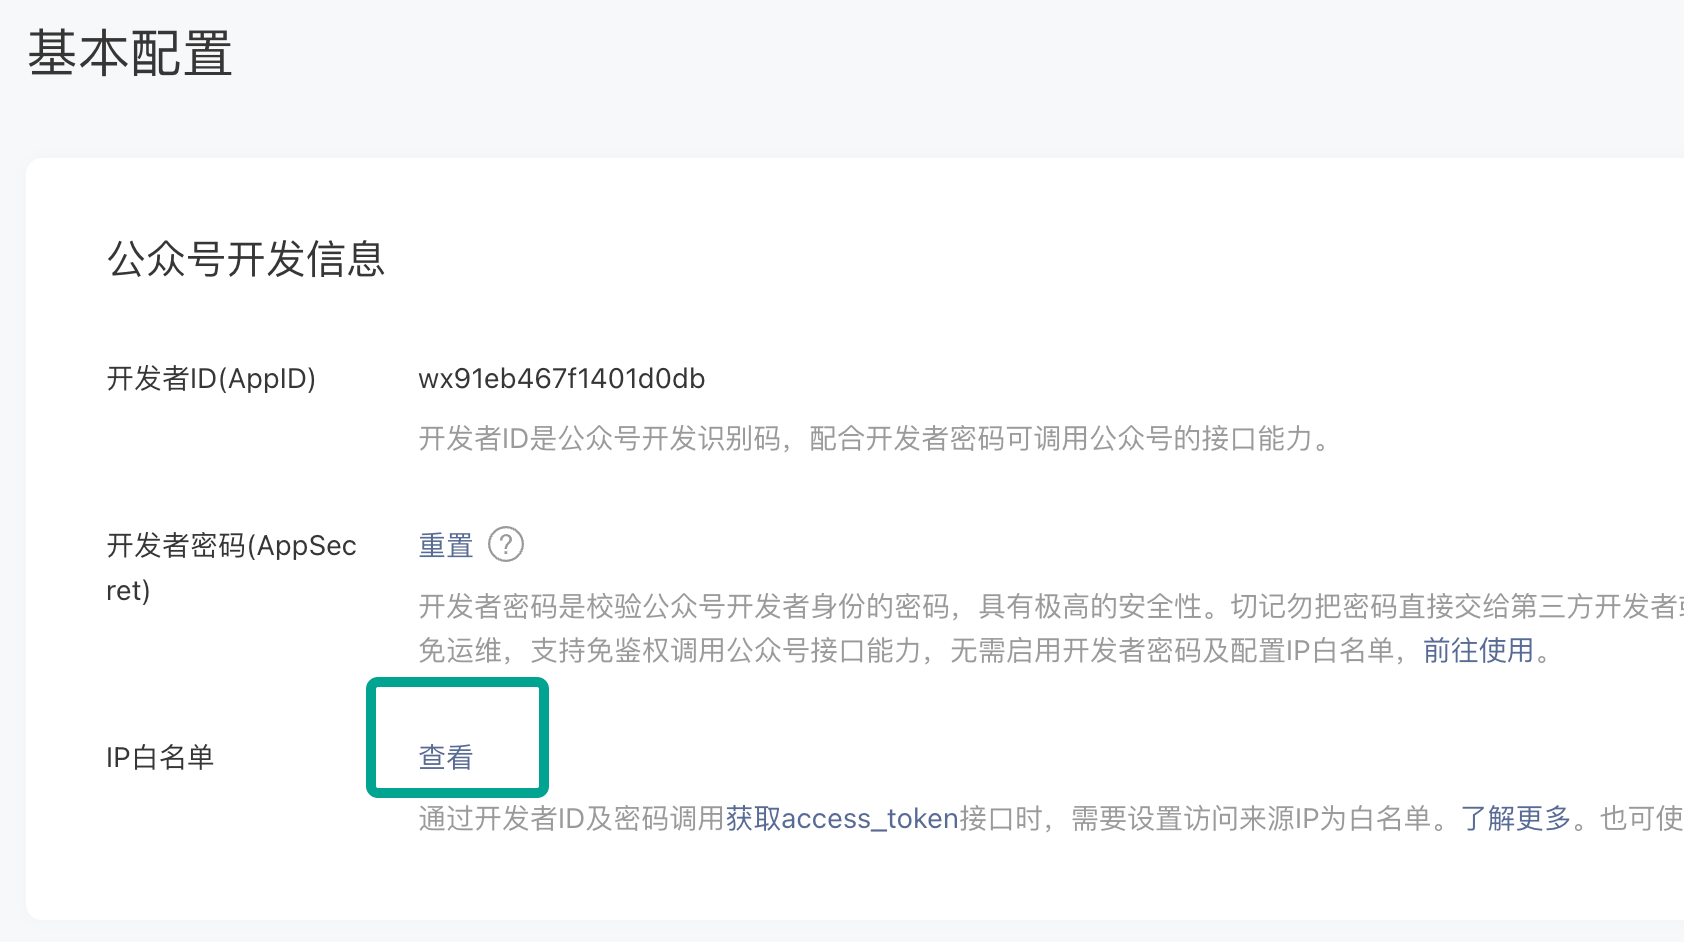 基本配置
公众号开发信息
开发者ID(AppID)
wx91eb467f1401d0db
开发者ID是公众号开发识别码，配合开发者密码可调用公众号的接口能力。
开发者密码(AppSec
ret)
重置 ?
开发者密码是校验公众号开发者身份的密码，具有极高的安全性。切记勿把密码直接交给第三方开发者
免运维，支持免鉴权调用公众号接口能力，无需启用开发者密码及配置IP白名单，前往使用。
IP白名单
查看
通过开发者ID及密码调用获取access_token接口时，需要设置访问来源IP为白名单。了解更多。也可使